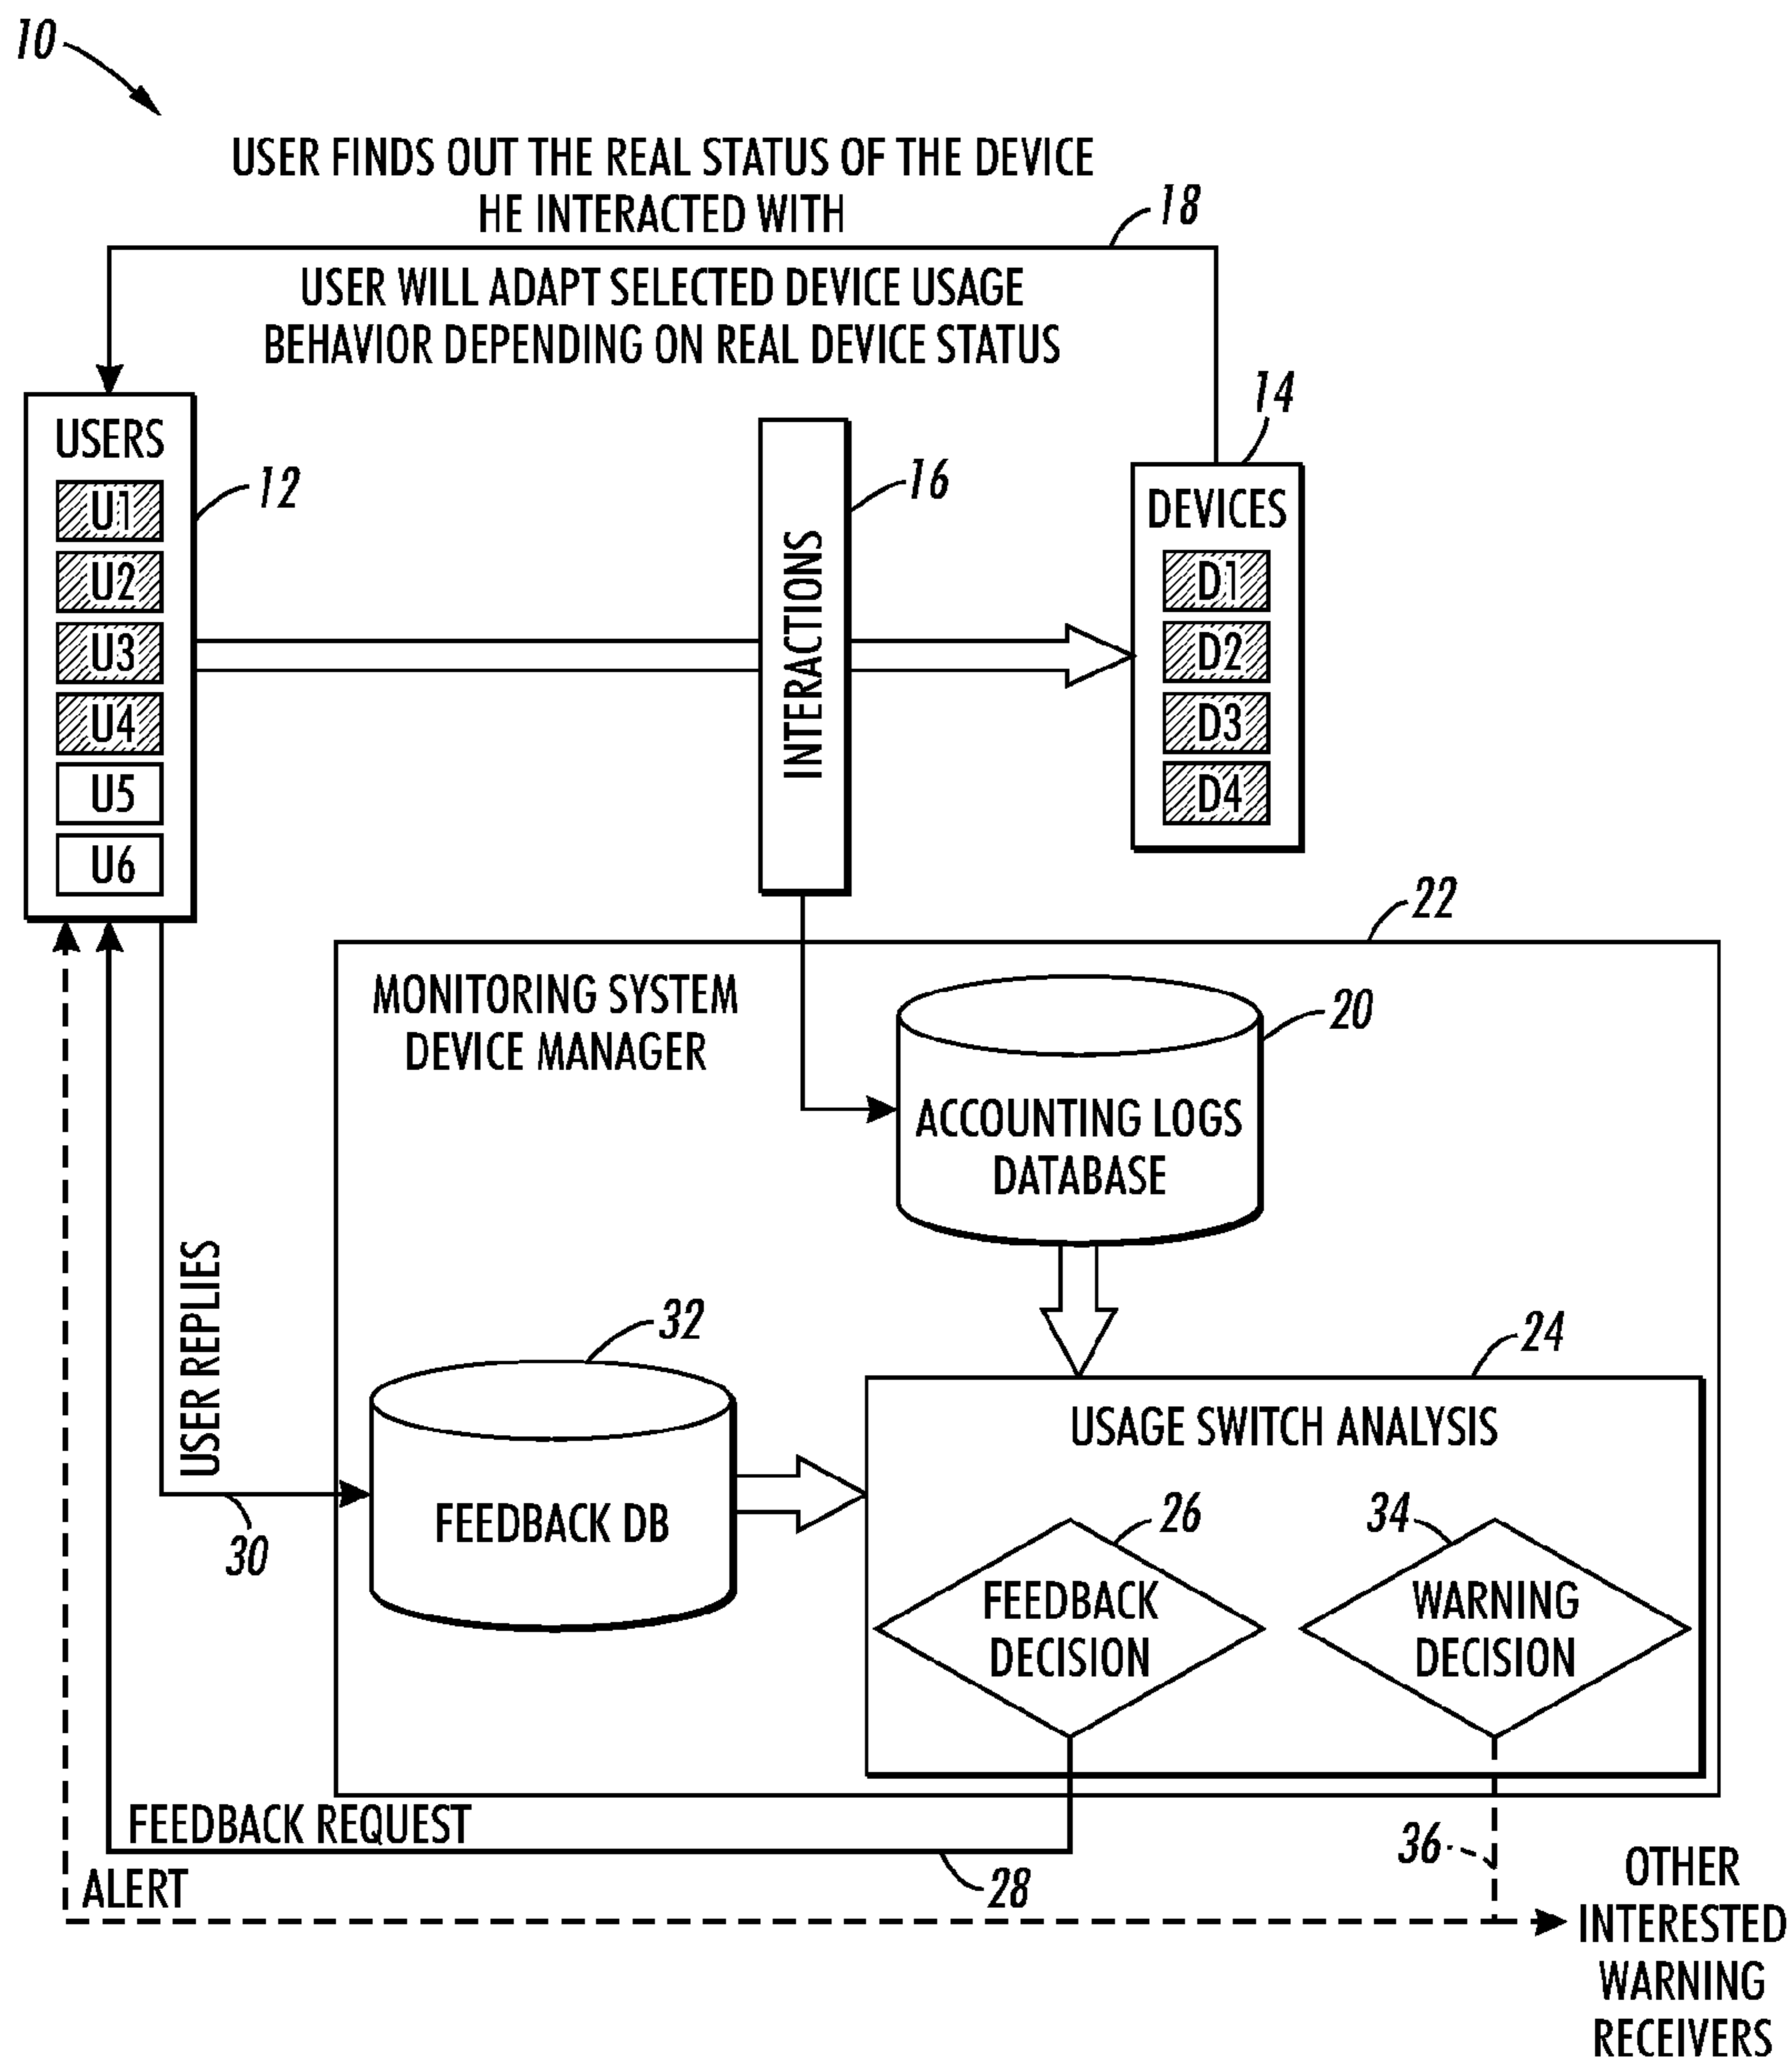 10
USER FINDS OUT THE REAL STATUS OF THE DEVICE
HE INTERACTED WITH
18
USER WILL ADAPT SELECTED DEVICE USAGE
BEHAVIOR DEPENDING ON REAL DEVICE STATUS
USERS
U1
U2
U3
U4
U5
U6
12
INTERACTIONS
16
14
DEVICES
D1
D2
D3
D4
22
MONITORING SYSTEM
DEVICE MANAGER
20
ACCOUNTING LOGS
DATABASE
USER REPLIES
30
32
FEEDBACK DB
24
USAGE SWITCH ANALYSIS
26
FEEDBACK
DECISION
34
WARNING
DECISION
FEEDBACK REQUEST
28
ALERT
36
OTHER
INTERESTED
WARNING
RECEIVERS